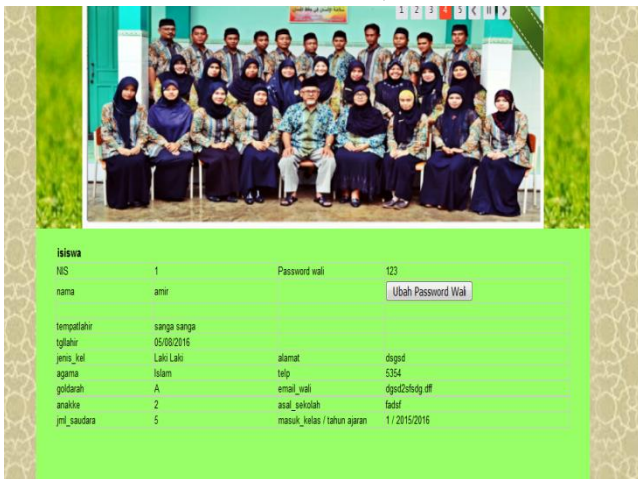 1 2 3 4 5
isiswa
NIS 1 Password wali 123
nama amir Ubah Password Wali
tempatlahir sanga sanga
tgllahir 05/08/2016
jenis_kel Laki Laki alamat dsgsd
agama Islam telp 5354
goldarah A email_wali dgsd2sfsdg.dff
anakke 2 asal_sekolah fadsf
jml_saudara 5 masuk_kelas / tahun ajaran 1 / 2015/2016